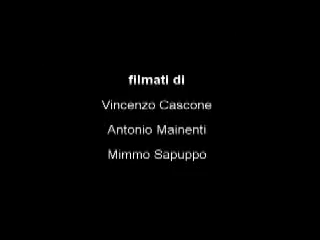 filmati di
Vincenzo Cascone
Antonio Mainenti
Mimmo Sapuppo